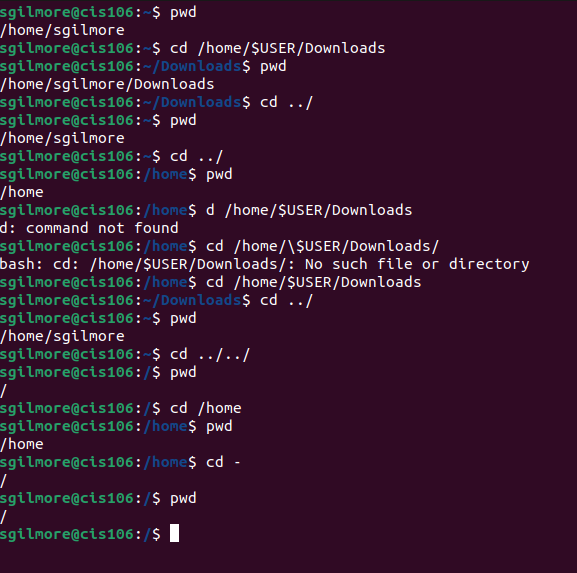 sgilmore@cis106:~$ pwd
/home/sgilmore
sgilmore@cis106:~$ cd /home/$USER/Downloads
sgilmore@cis106:~/Downloads$ pwd
/home/sgilmore/Downloads
sgilmore@cis106:~/Downloads$ cd ../
sgilmore@cis106:~$ pwd
/home/sgilmore
sgilmore@cis106:~$ cd ../
sgilmore@cis106:/home$ pwd
/home
sgilmore@cis106:/home$ d /home/$USER/Downloads
d: command not found
sgilmore@cis106:/home$ cd /home/\$USER/Downloads/
bash: cd: /home/$USER/Downloads/: No such file or directory
sgilmore@cis106:/home$ cd /home/$USER/Downloads
sgilmore@cis106:~/Downloads$ cd ../
sgilmore@cis106:~$ pwd
/home/sgilmore
sgilmore@cis106:~$ cd ../../
sgilmore@cis106:/$ pwd
/
sgilmore@cis106:/$ cd /home
sgilmore@cis106:/home$ pwd
/home
sgilmore@cis106:/home$ cd -
/
sgilmore@cis106:/$ pwd
/
sgilmore@cis106:/$